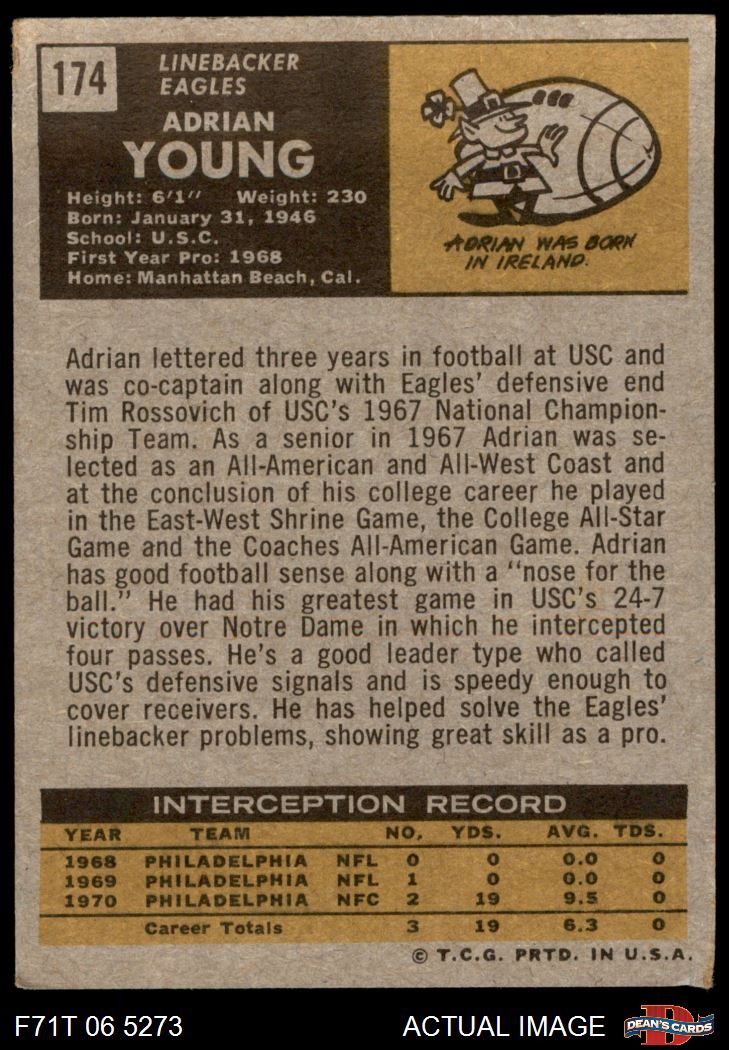 174
LINEBACKER
EAGLES
ADRIAN
YOUNG
Height: 6'1" Weight: 230
Born: January 31, 1946
School: U.S.C.
First Year Pro: 1968
Home: Manhattan Beach, Cal.
ADRIAN WAS BORN
IN IRELAND.
Adrian lettered three years in football at USC and
was co-captain along with Eagles' defensive end
Tim Rossovich of USC's 1967 National Champion-
ship Team. As a senior in 1967 Adrian was se-
lected as an All-American and All-West Coast and
at the conclusion of his college career he played
in the East-West Shrine Game, the College All-Star
Game and the Coaches All-American Game. Adrian
has good football sense along with a "nose for the
ball." He had his greatest game in USC's 24-7
victory over Notre Dame in which he intercepted
four passes. He's a good leader type who called
USC's defensive signals and is speedy enough to
cover receivers. He has helped solve the Eagles'
linebacker problems, showing great skill as a pro.
INTERCEPTION RECORD
YEAR TEAM NO. YDS. AVG. TDS.
1968 PHILADELPHIA NFL 0 0 0.0 0
1969 PHILADELPHIA NFL 1 0 0.0 0
1970 PHILADELPHIA NFC 2 19 9.5 0
Career Totals 3 19 6.3 0
© T.C.G. PRTD. IN U.S.A.
F71T 06 5273 ACTUAL IMAGE D DEAN'S CARDS